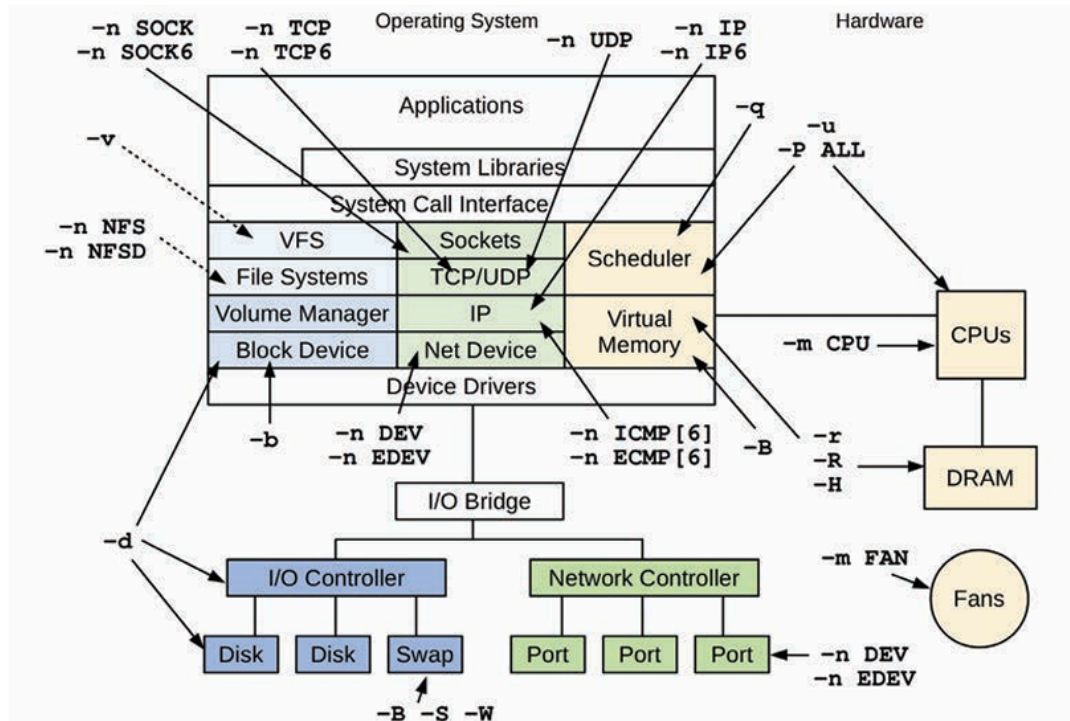 Operating System
Hardware
-n SOCK
-n SOCK6
-n TCP
-n TCP6
-n UDP
-n IP
-n IP6
Applications
-q
-u
-P ALL
-v
System Libraries
System Call Interface
-n NFS
-n NFSD
VFS
Sockets
Scheduler
File Systems
TCP/UDP
Volume Manager
IP
Virtual
Memory
Block Device
Net Device
Device Drivers
-m CPU
CPUs
-b
-n DEV
-n EDEV
-n ICMP[6]
-n ECMP[6]
-B
-r
-R
-H
DRAM
I/O Bridge
-d
I/O Controller
Network Controller
-m FAN
Fans
Disk
Disk
Swap
Port
Port
Port
-n DEV
-n EDEV
-B -S -W